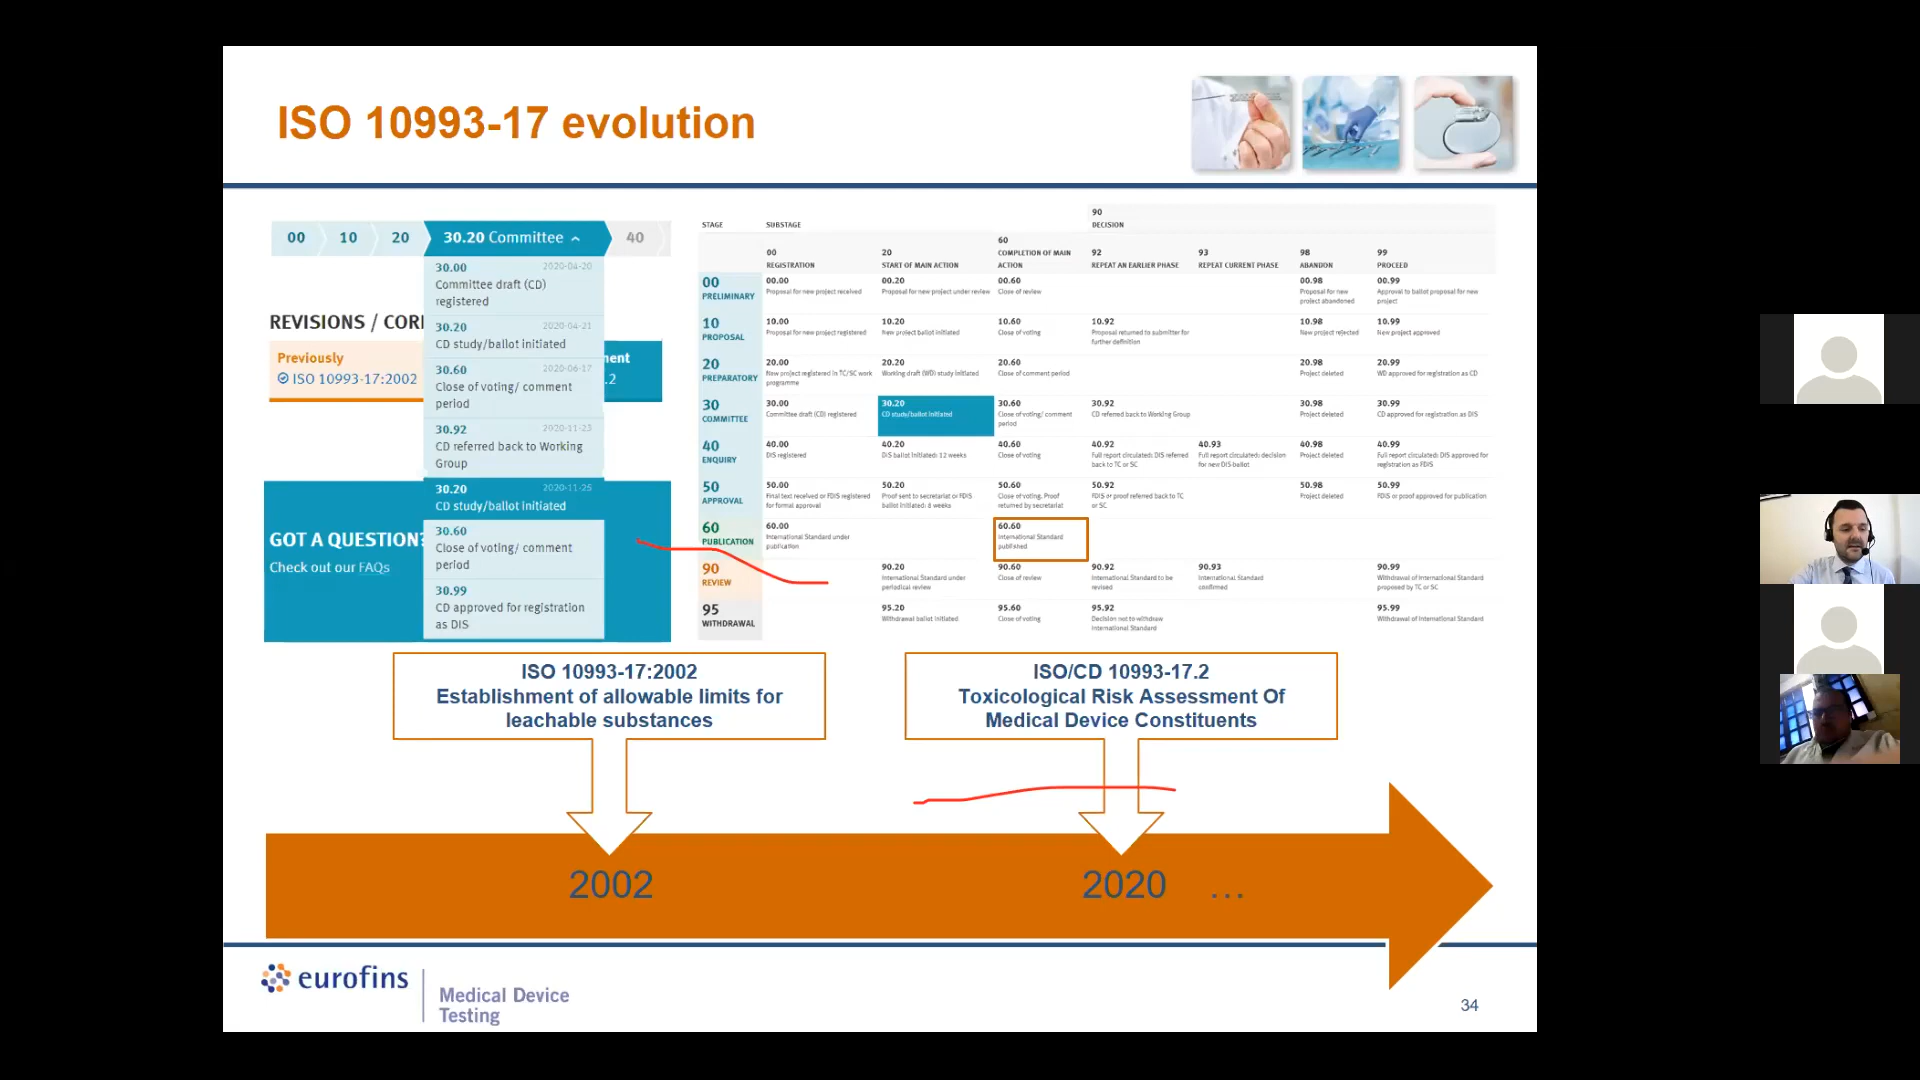 ISO 10993-17 evolution
00 10 20 30.20 Committee 40
30.00 2020-04-20
Committee draft (CD)
registered
30.20 2020-04-21
CD study/ballot initiated
30.60 2020-06-17
Close of voting/ comment
period
30.92 2020-11-23
CD referred back to Working
Group
30.20 2020-11-25
CD study/ballot initiated
30.60
Close of voting/ comment
period
30.99
CD approved for registration
as DIS
REVISIONS / CORI
Previously
ISO 10993-17:2002
nent
.2
GOT A QUESTION?
Check out our FAQs
STAGE SUBSTAGE
90
DECISION
00
REGISTRATION
20
START OF MAIN ACTION
60
COMPLETION OF MAIN
ACTION
92
REPEAT AN EARLIER PHASE
93
REPEAT CURRENT PHASE
98
ABANDON
99
PROCEED
00
PRELIMINARY
00.00
Proposal for new project received
00.20
Proposal for new project under review
00.60
Close of review
00.98
Proposal for new
project abandoned
00.99
Approval to ballot proposal for new
project
10
PROPOSAL
10.00
Proposal for new project registered
10.20
New project ballot initiated
10.60
Close of voting
10.92
Proposal returned to submitter for
further definition
10.98
New project rejected
10.99
New project approved
20
PREPARATORY
20.00
New project registered in TC/SC work
programme
20.20
Working draft (WD) study initiated
20.60
Close of comment period
20.98
Project deleted
20.99
WD approved for registration as CD
30
COMMITTEE
30.00
Committee draft (CD) registered
30.20
CD study/ballot initiated
30.60
Close of voting/ comment
period
30.92
CD referred back to Working Group
30.98
Project deleted
30.99
CD approved for registration as DIS
40
ENQUIRY
40.00
DIS registered
40.20
DIS ballot initiated: 12 weeks
40.60
Close of voting
40.92
Full report circulated: DIS referred
back to TC or SC
40.93
Full report circulated: decision
for new DIS ballot
40.98
Project deleted
40.99
Full report circulated: DIS approved for
registration as FDIS
50
APPROVAL
50.00
Final text received or FDIS registered
for formal approval
50.20
Proof sent to secretariat or FDIS
ballot initiated: 8 weeks
50.60
Close of voting. Proof
returned by secretariat
50.92
FDIS or proof referred back to TC
or SC
50.98
Project deleted
50.99
FDIS or proof approved for publication
60
PUBLICATION
60.00
International Standard under
publication
60.60
International Standard
published
90
REVIEW
90.20
International Standard under
periodical review
90.60
Close of review
90.92
International Standard to be
revised
90.93
International Standard
confirmed
90.99
Withdrawal of International Standard
proposed by TC or SC
95
WITHDRAWAL
95.20
Withdrawal ballot initiated
95.60
Close of voting
95.92
Decision not to withdraw
International Standard
95.99
Withdrawal of International Standard
ISO 10993-17:2002
Establishment of allowable limits for
leachable substances
ISO/CD 10993-17.2
Toxicological Risk Assessment Of
Medical Device Constituents
2002 2020 ...
eurofins
Medical Device
Testing
34